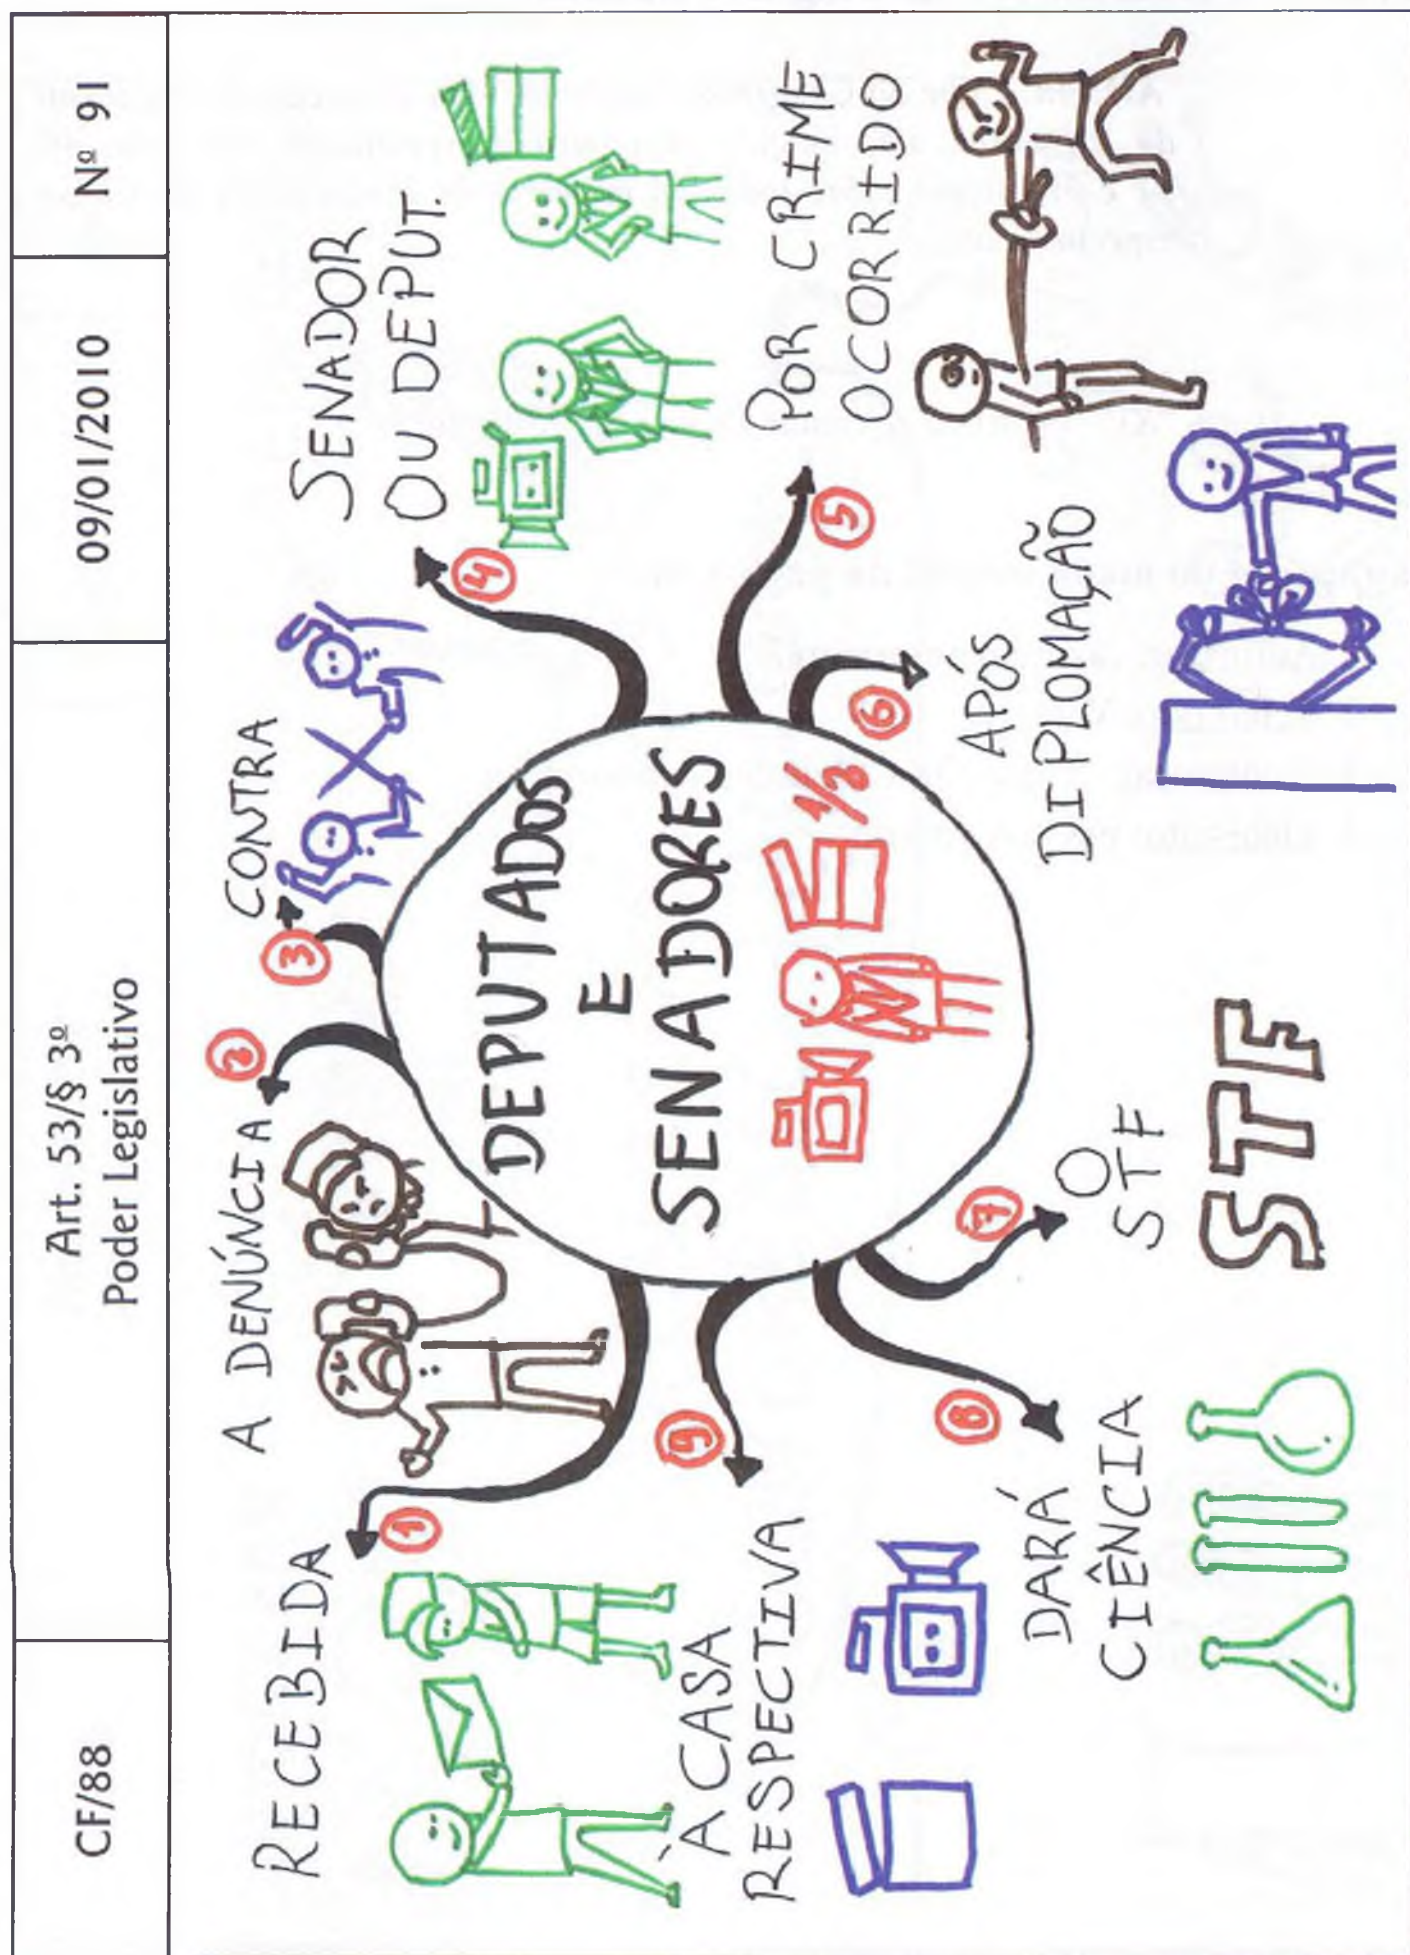 CF/88
Art. 53/§ 3º
Poder Legislativo
09/01/2010
Nº 91
DEPUTADOS
E
SENADORES
1/2
1
RECEBIDA
2
A DENÚNCIA
3
CONTRA
4
SENADOR
OU DEPUT.
5
POR CRIME
OCORRIDO
6
APÓS
DIPLOMAÇÃO
7
O
STF
STF
8
DARÁ
CIÊNCIA
9
À CASA
RESPECTIVA